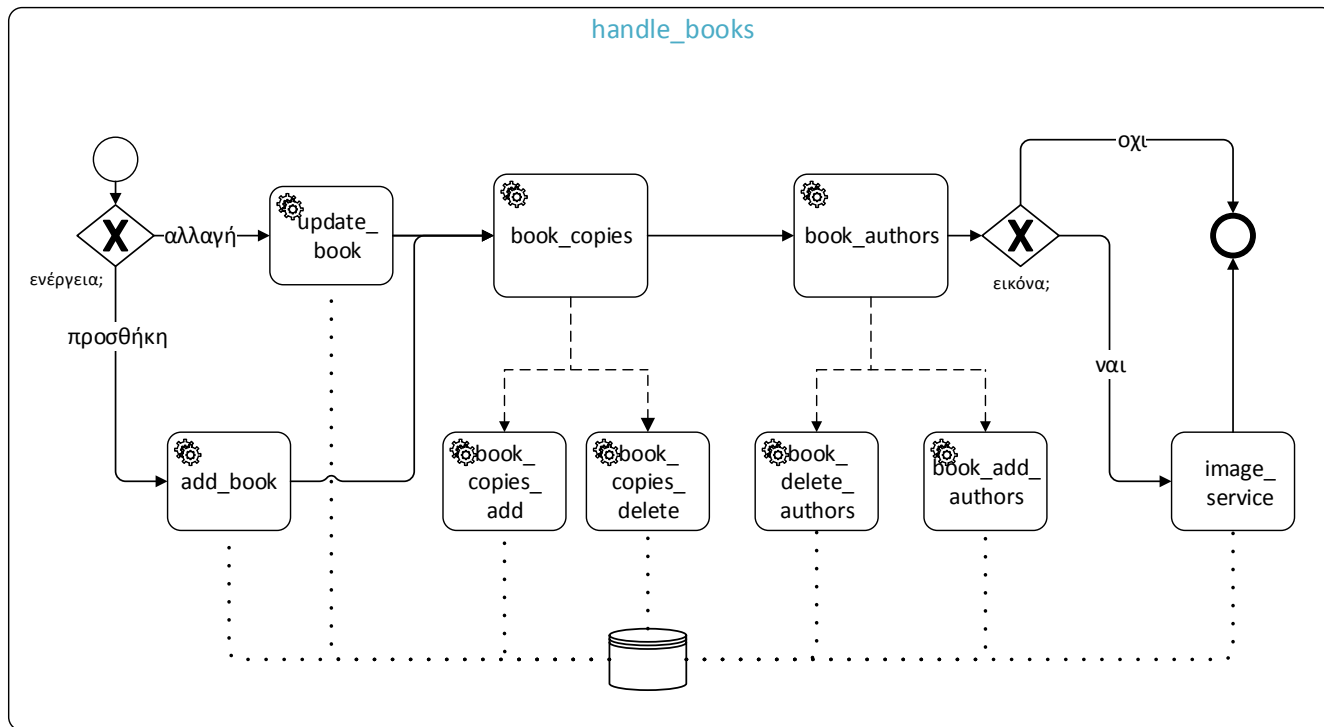 handle_books
οχι
αλλαγή
update_
book
book_copies
book_authors
ενέργεια;
εικόνα;
προσθήκη
ναι
add_book
book_
copies_
add
book_
copies_
delete
book_
delete_
authors
book_add_
authors
image_
service